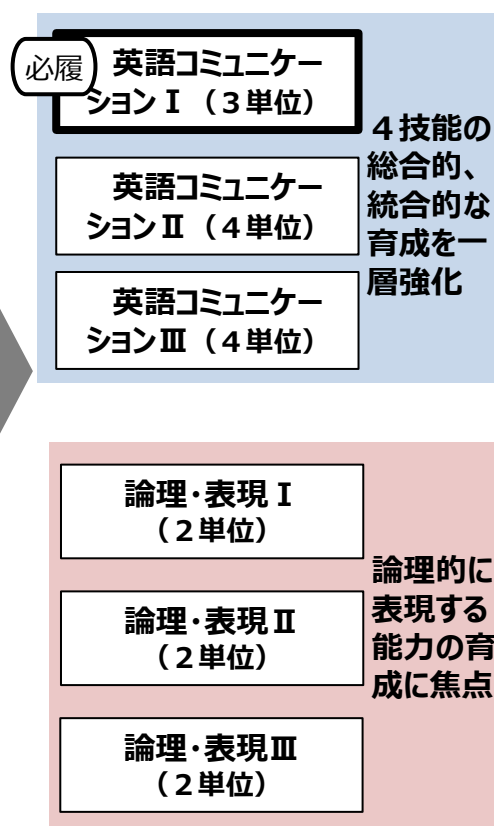 必履
英語コミュニケー
ションⅠ（３単位）
英語コミュニケー
ションⅡ（４単位）
英語コミュニケー
ションⅢ（４単位）
４技能の
総合的、
統合的な
育成を一
層強化
論理・表現Ⅰ
（２単位）
論理・表現Ⅱ
（２単位）
論理・表現Ⅲ
（２単位）
論理的に
表現する
能力の育
成に焦点